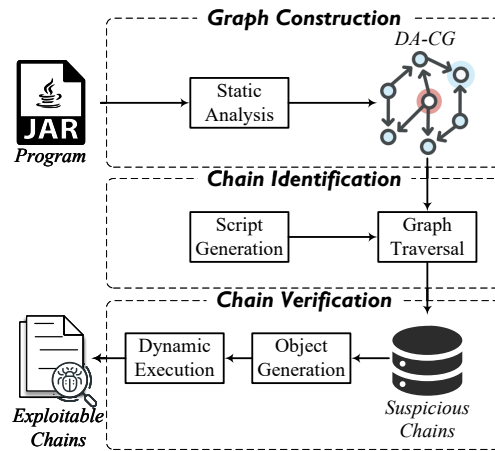 Graph Construction
DA-CG
JAR
Program
Static
Analysis
Chain Identification
Script
Generation
Graph
Traversal
Chain Verification
Dynamic
Execution
Object
Generation
Exploitable
Chains
Suspicious
Chains